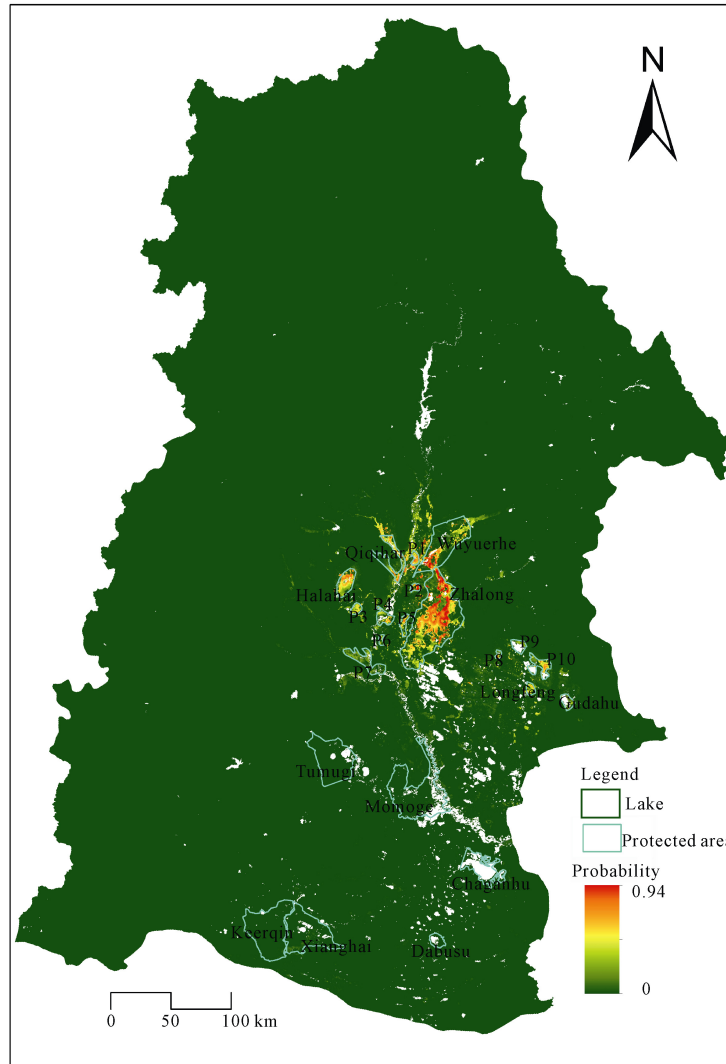 N
P1
Wuyuerhe
Qiqihar
P2
Halahai
Zhalong
P4
P3
P5
P6
P9
P8
P10
P7
Longfeng
Gudahu
Tumugi
Legend
Momoge
Lake
Protected area
Chaganhu
Probability
0.94
Keerqin
Xianghai
Dabusu
0
0 50 100 km